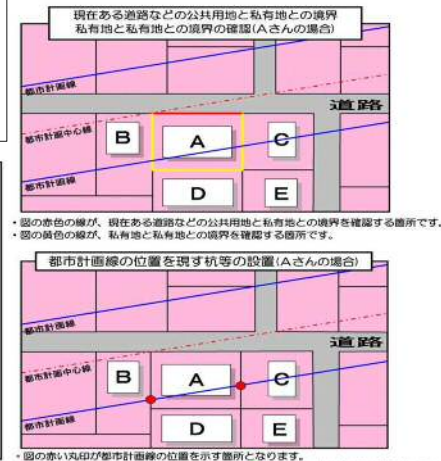 現在ある道路などの公共用地と私有地との境界
私有地と私有地との境界の確認(Aさんの場合)
都市計画線
道路
都市計画中心線
B
A
C
都市計画線
D
E
・図の赤色の線が、現在ある道路などの公共用地と私有地との境界を確認する箇所です。
・図の黄色の線が、私有地と私有地との境界を確認する箇所です。
都市計画線の位置を現す杭等の設置(Aさんの場合)
都市計画線
道路
都市計画中心線
B
A
C
都市計画線
D
E
・図の赤い丸印が都市計画線の位置を示す箇所となります。